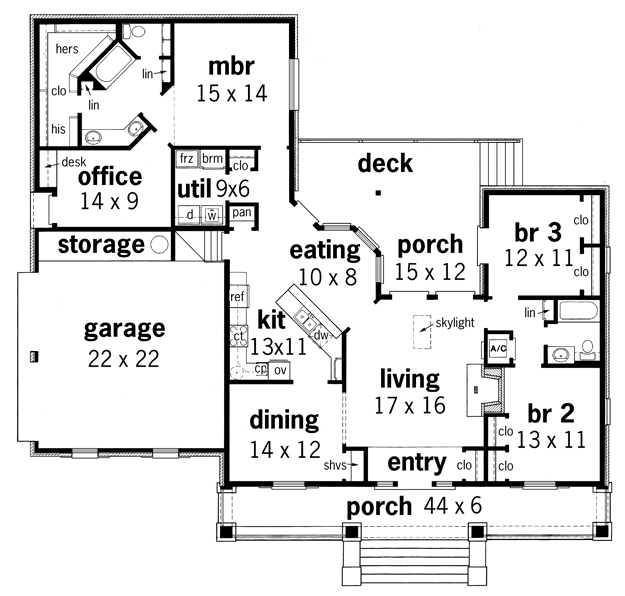 hers
mbr
15 x 14
lin
clo
lin
his
deck
desk
office
14 x 9
frz
brm
clo
util 9x6
d
w
pan
storage
eating
10 x 8
porch
15 x 12
br 3
12 x 11
clo
clo
garage
22 x 22
ref
kit
13x11
ct
dw
cp
ov
skylight
lin
A/C
living
17 x 16
dining
14 x 12
br 2
13 x 11
clo
clo
shvs
entry
clo
porch 44 x 6